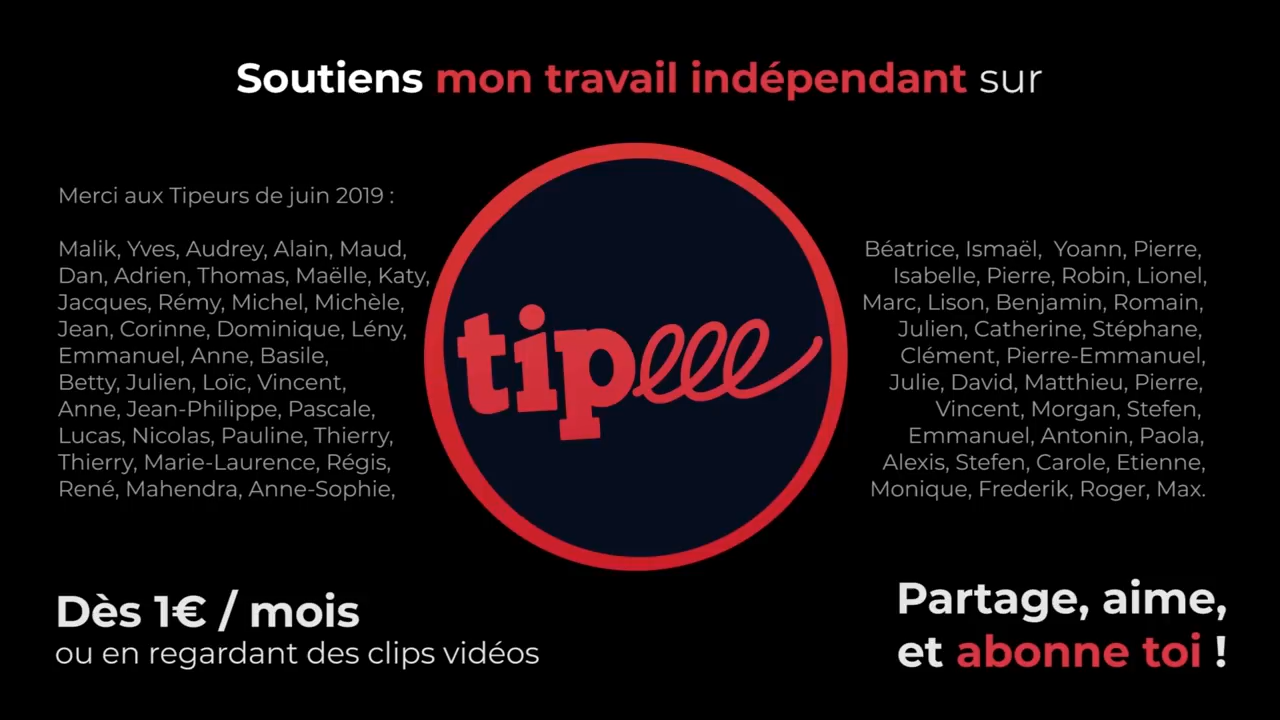 Soutiens mon travail indépendant sur
Merci aux Tipeurs de juin 2019 :
Malik, Yves, Audrey, Alain, Maud,
Dan, Adrien, Thomas, Maëlle, Katy,
Jacques, Rémy, Michel, Michèle,
Jean, Corinne, Dominique, Lény,
Emmanuel, Anne, Basile,
Betty, Julien, Loïc, Vincent,
Anne, Jean-Philippe, Pascale,
Lucas, Nicolas, Pauline, Thierry,
Thierry, Marie-Laurence, Régis,
René, Mahendra, Anne-Sophie,
tipeee
Béatrice, Ismaël, Yoann, Pierre,
Isabelle, Pierre, Robin, Lionel,
Marc, Lison, Benjamin, Romain,
Julien, Catherine, Stéphane,
Clément, Pierre-Emmanuel,
Julie, David, Matthieu, Pierre,
Vincent, Morgan, Stefen,
Emmanuel, Antonin, Paola,
Alexis, Stefen, Carole, Etienne,
Monique, Frederik, Roger, Max.
Dès 1€ / mois
ou en regardant des clips vidéos
Partage, aime,
et abonne toi !